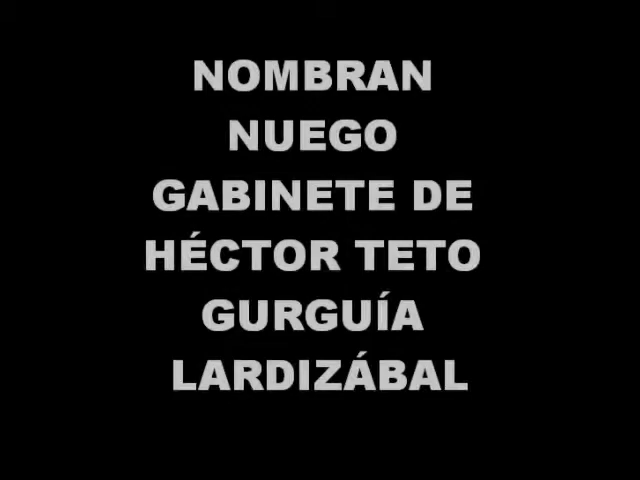 NOMBRAN
NUEGO
GABINETE DE
HÉCTOR TETO
GURGUÍA
LARDIZÁBAL